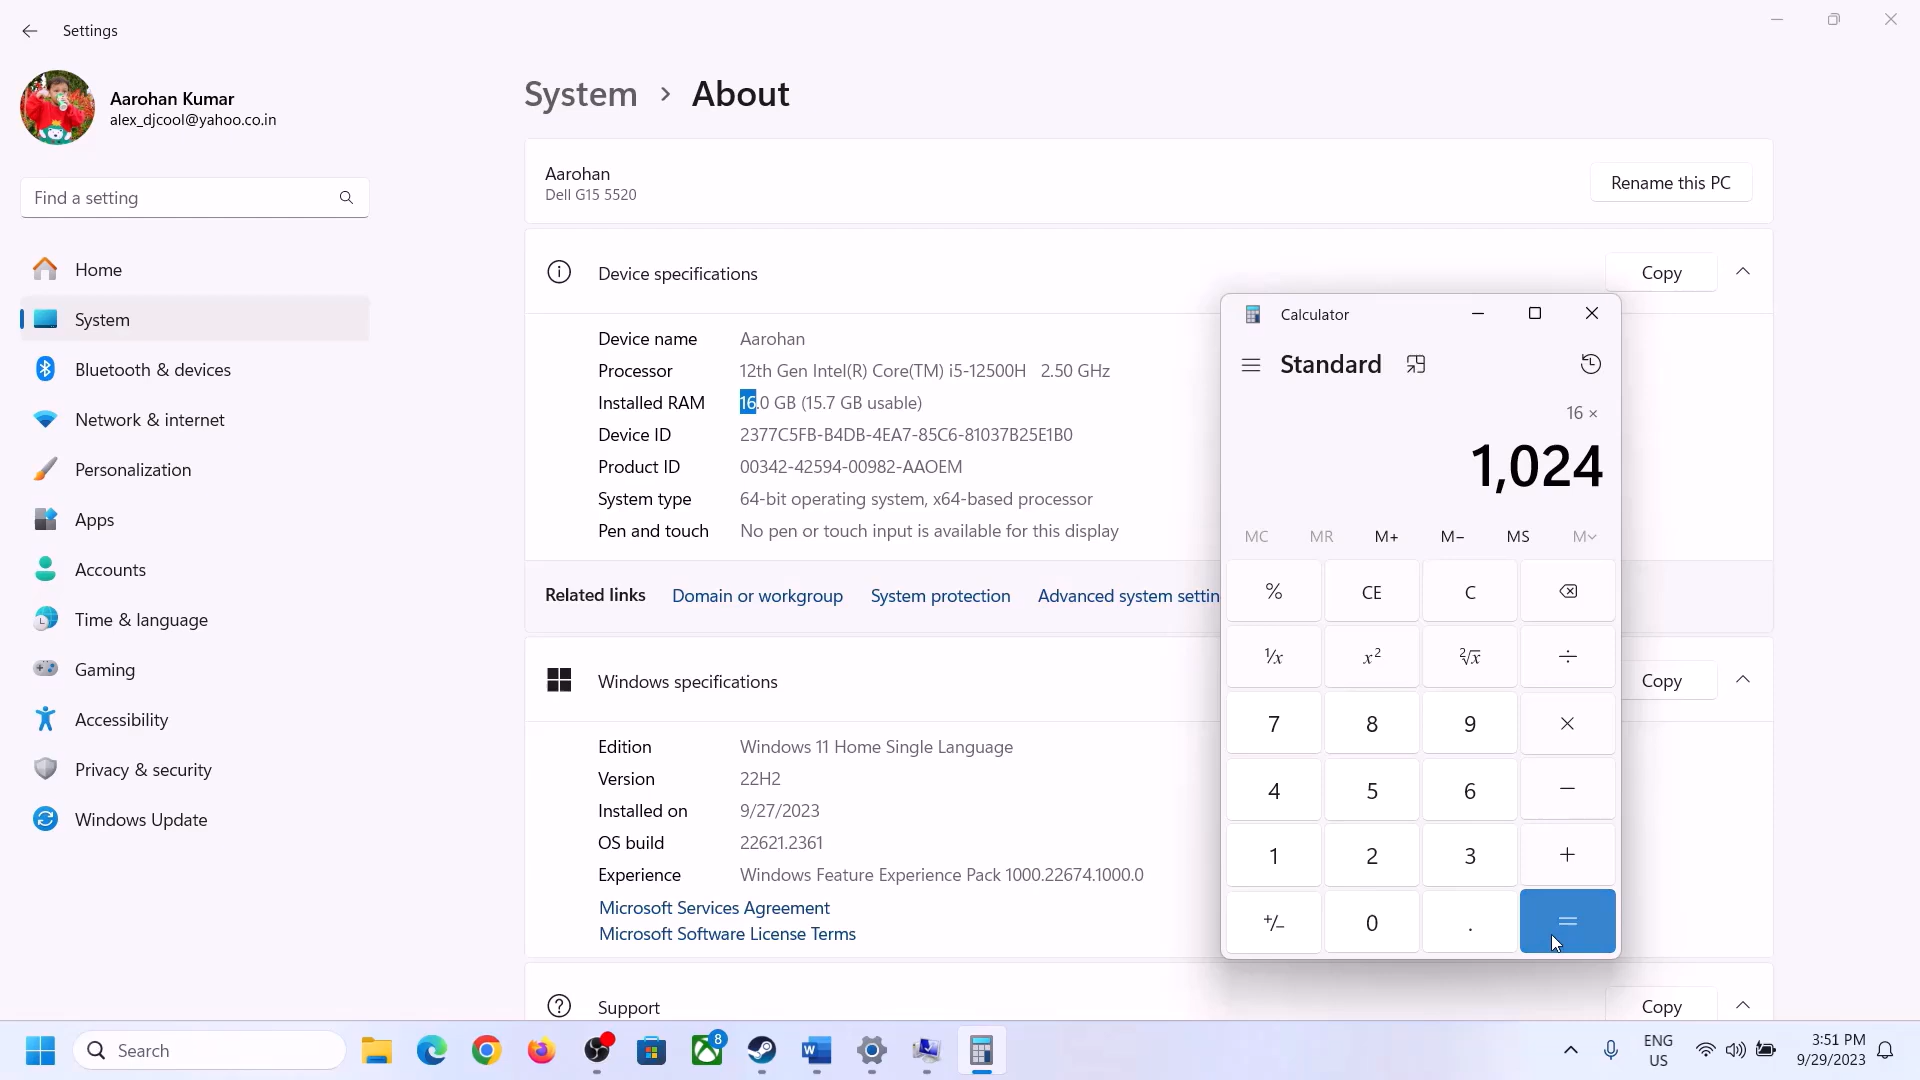 Settings
Aarohan Kumar
alex_djcool@yahoo.co.in
Find a setting
Home
System
Bluetooth & devices
Network & internet
Personalization
Apps
Accounts
Time & language
Gaming
Accessibility
Privacy & security
Windows Update
System > About
Aarohan
Dell G15 5520
Rename this PC
Device specifications
Copy
Device name Aarohan
Processor 12th Gen Intel(R) Core(TM) i5-12500H 2.50 GHz
Installed RAM 16.0 GB (15.7 GB usable)
Device ID 2377C5FB-B4DB-4EA7-85C6-81037B25E1B0
Product ID 00342-42594-00982-AAOEM
System type 64-bit operating system, x64-based processor
Pen and touch No pen or touch input is available for this display
Related links Domain or workgroup System protection Advanced system settin
Windows specifications
Copy
Edition Windows 11 Home Single Language
Version 22H2
Installed on 9/27/2023
OS build 22621.2361
Experience Windows Feature Experience Pack 1000.22674.1000.0
Microsoft Services Agreement
Microsoft Software License Terms
Support
Copy
Calculator
Standard
16 ×
1,024
MC MR M+ M− MS M
% CE C
¹/x x² ²√x ÷
7 8 9 ×
4 5 6 −
1 2 3 +
+/− 0 . =
Search
8
ENG
US
3:51 PM
9/29/2023